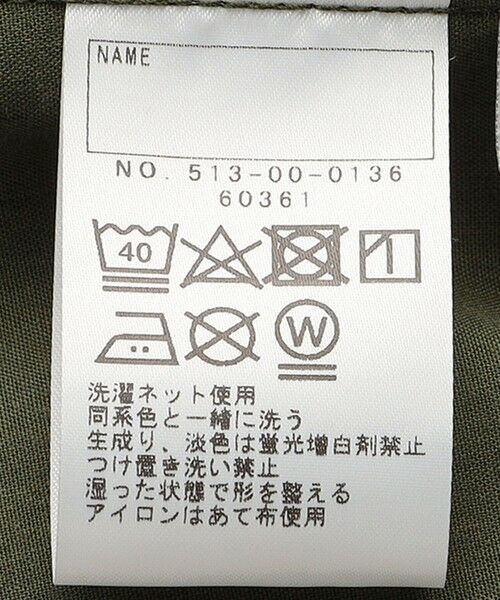 NAME
NO. 513-00-0136
60361
40
W
洗濯ネット使用
同系色と一緒に洗う
生成り、淡色は蛍光増白剤禁止
つけ置き洗い禁止
湿った状態で形を整える
アイロンはあて布使用